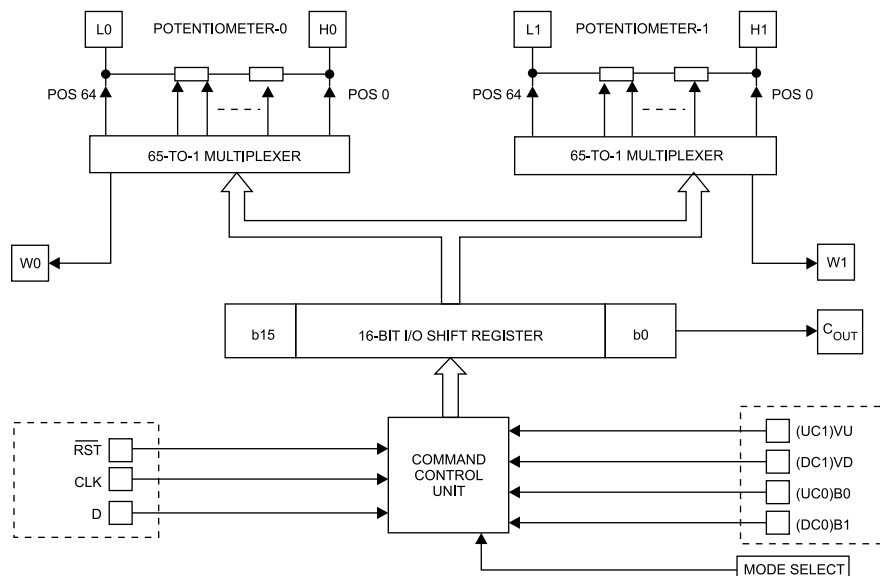 L0 POTENTIOMETER-0 H0 L1 POTENTIOMETER-1 H1
POS 64 POS 0 POS 64 POS 0
65-TO-1 MULTIPLEXER 65-TO-1 MULTIPLEXER
W0 W1
b15 16-BIT I/O SHIFT REGISTER b0 COUT
RST
CLK
D
COMMAND
CONTROL
UNIT
(UC1)VU
(DC1)VD
(UC0)B0
(DC0)B1
MODE SELECT